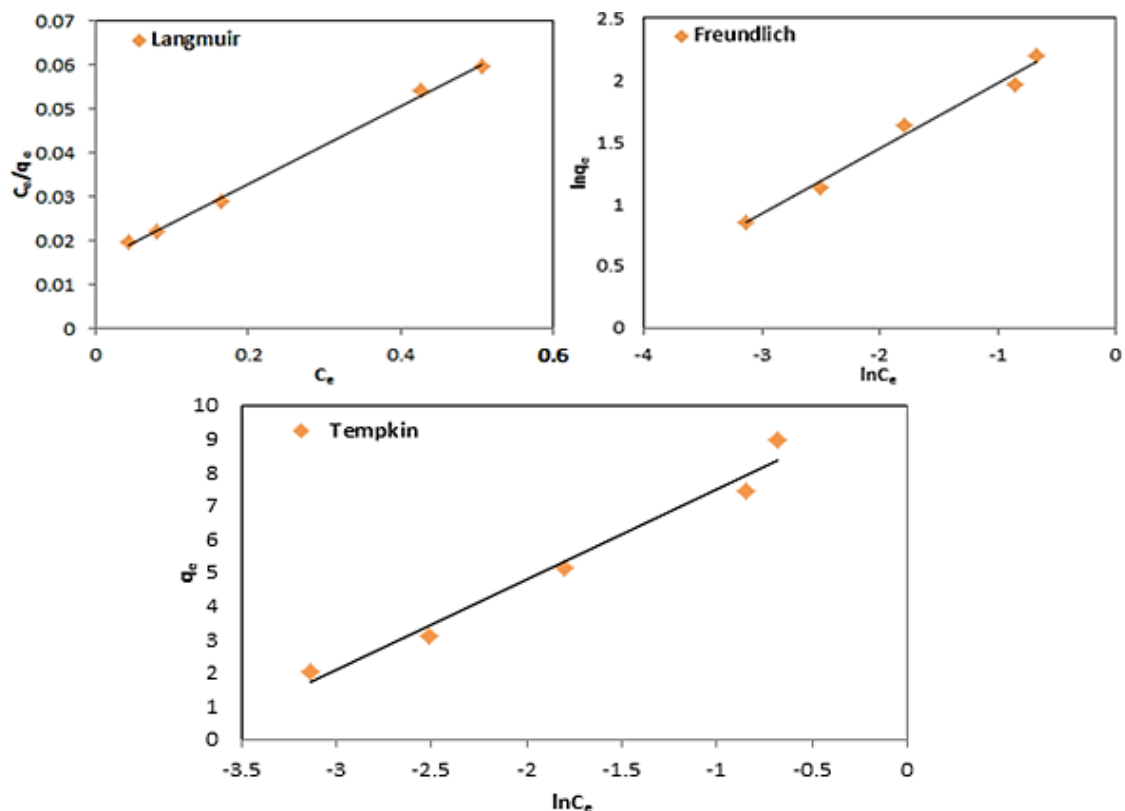 Langmuir
0.07
0.06
0.05
0.04
0.03
0.02
0.01
0
Cₑ/qₑ
0 0.2 0.4 0.6
Cₑ
Freundlich
2.5
2
1.5
1
0.5
0
lnqₑ
-4 -3 -2 -1 0
lnCₑ
Tempkin
10
9
8
7
6
5
4
3
2
1
0
qₑ
-3.5 -3 -2.5 -2 -1.5 -1 -0.5 0
lnCₑ